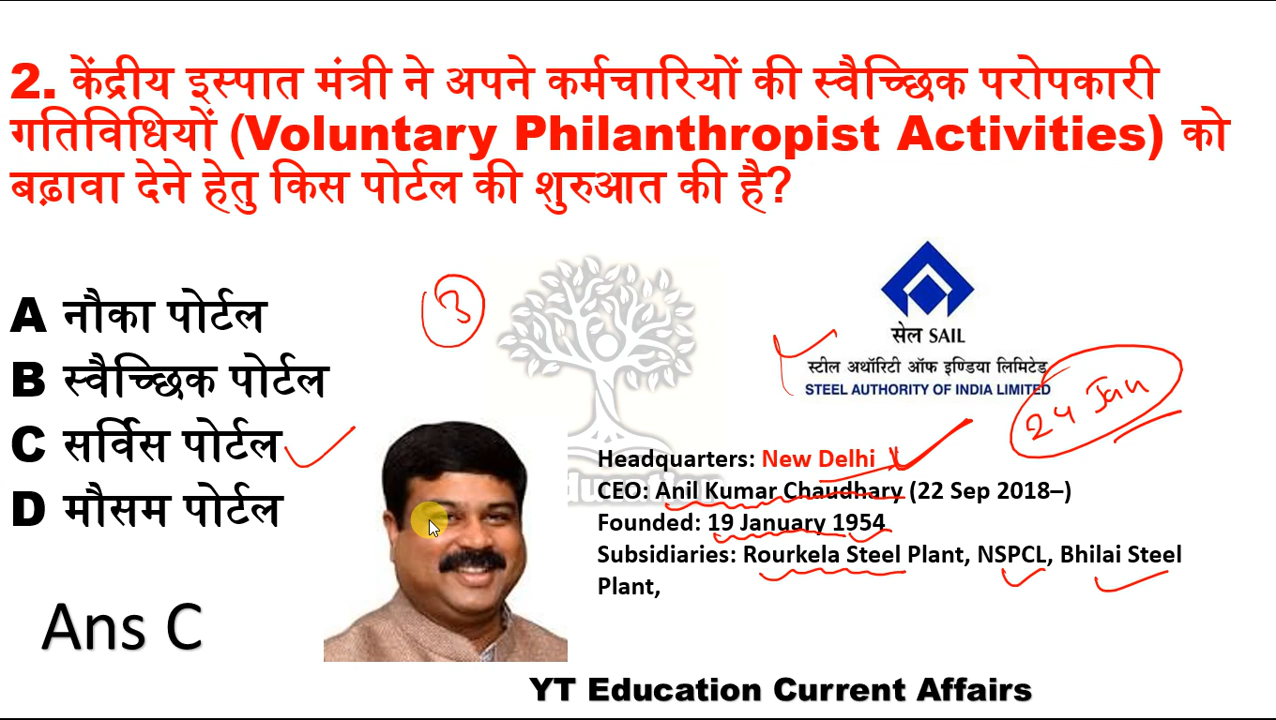 2. केंद्रीय इस्पात मंत्री ने अपने कर्मचारियों की स्वैच्छिक परोपकारी
गतिविधियों (Voluntary Philanthropist Activities) को
बढ़ावा देने हेतु किस पोर्टल की शुरुआत की है?
A नौका पोर्टल
B स्वैच्छिक पोर्टल
C सर्विस पोर्टल
D मौसम पोर्टल
Ans C
3
सेल SAIL
स्टील अथॉरिटी ऑफ इण्डिया लिमिटेड
STEEL AUTHORITY OF INDIA LIMITED
24 Jan
Headquarters: New Delhi
CEO: Anil Kumar Chaudhary (22 Sep 2018–)
Founded: 19 January 1954
Subsidiaries: Rourkela Steel Plant, NSPCL, Bhilai Steel
Plant,
YT Education Current Affairs